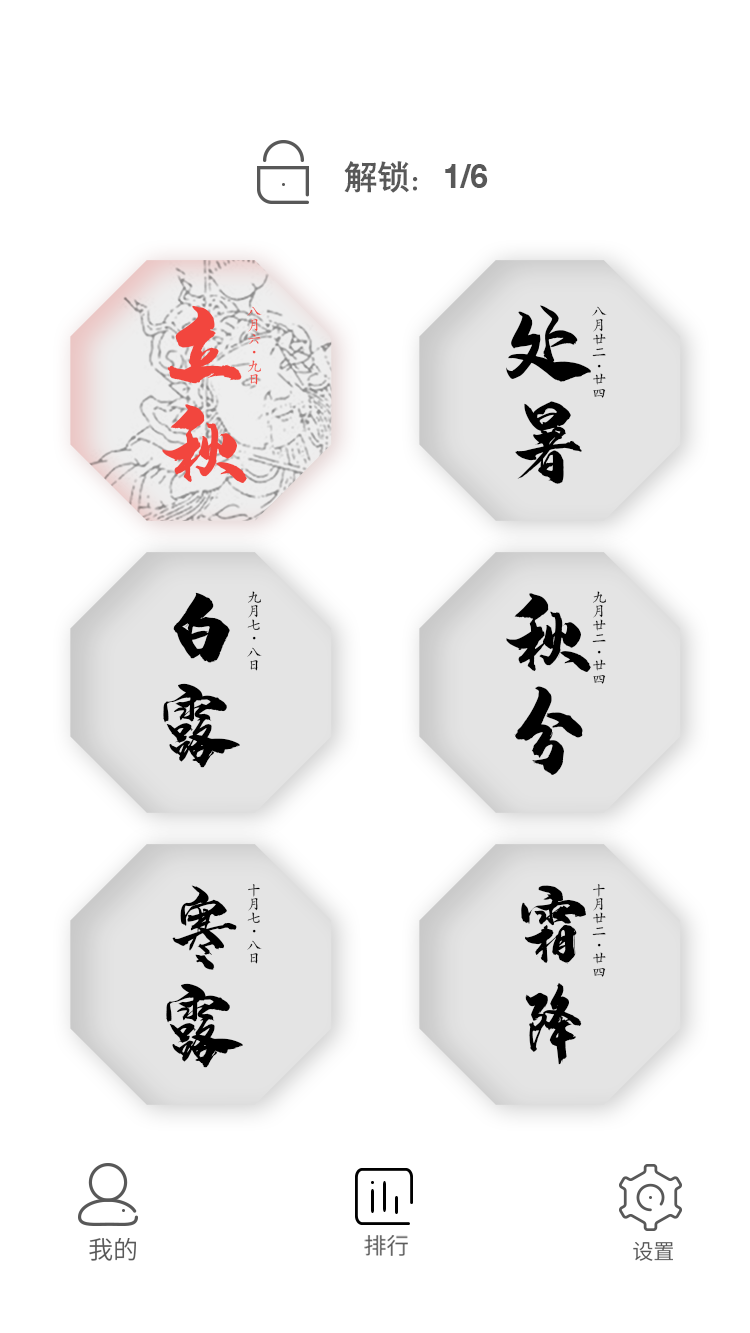 解锁: 1/6
立秋
八月六·九日
处暑
八月廿二·廿四
白露
九月七·八日
秋分
九月廿二·廿四
寒露
十月七·八日
霜降
十月廿二·廿四
我的
排行
设置